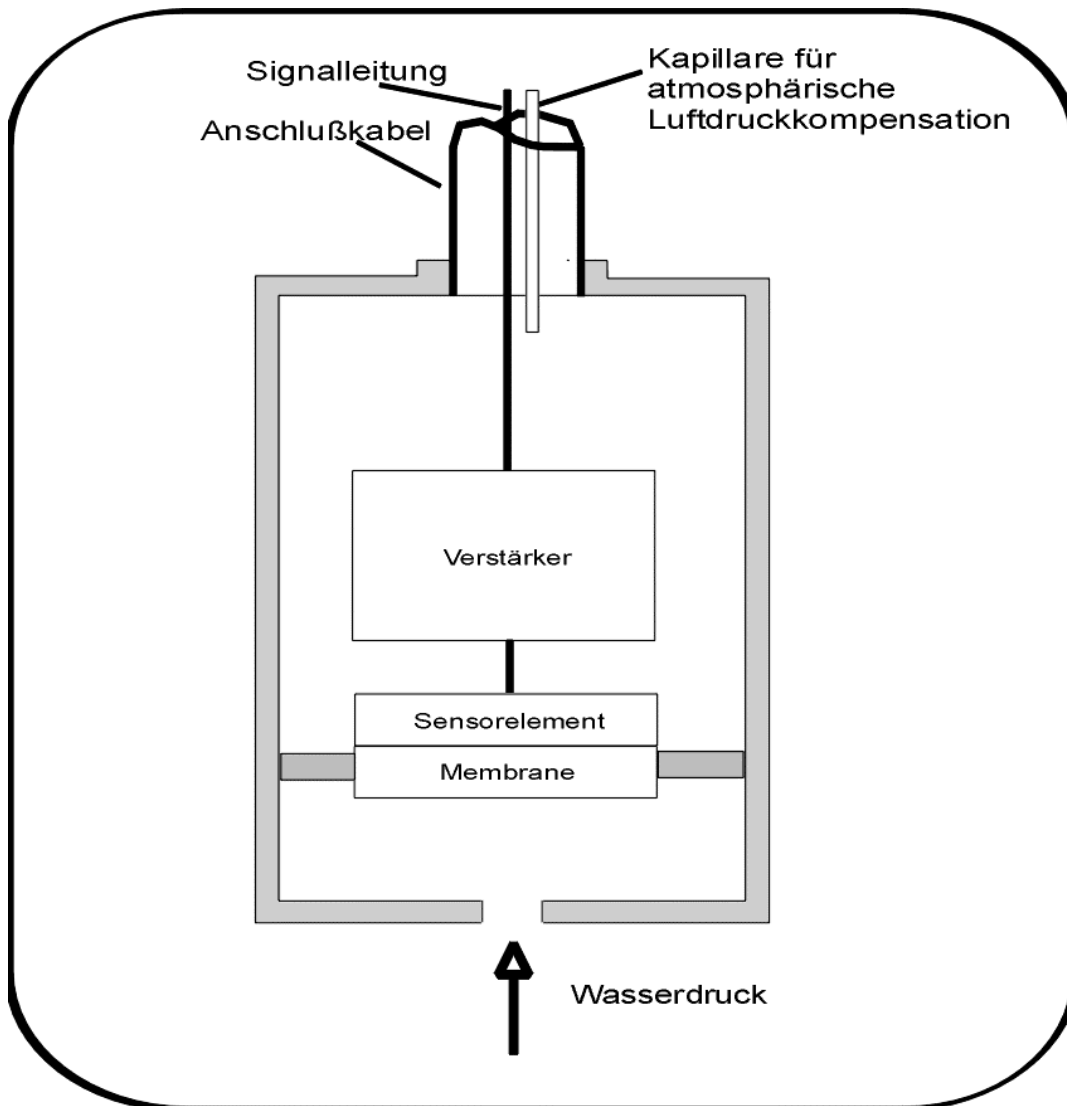 Signalleitung
Kapillare für
atmosphärische
Luftdruckkompensation
Anschlußkabel
Verstärker
Sensorelement
Membrane
Wasserdruck